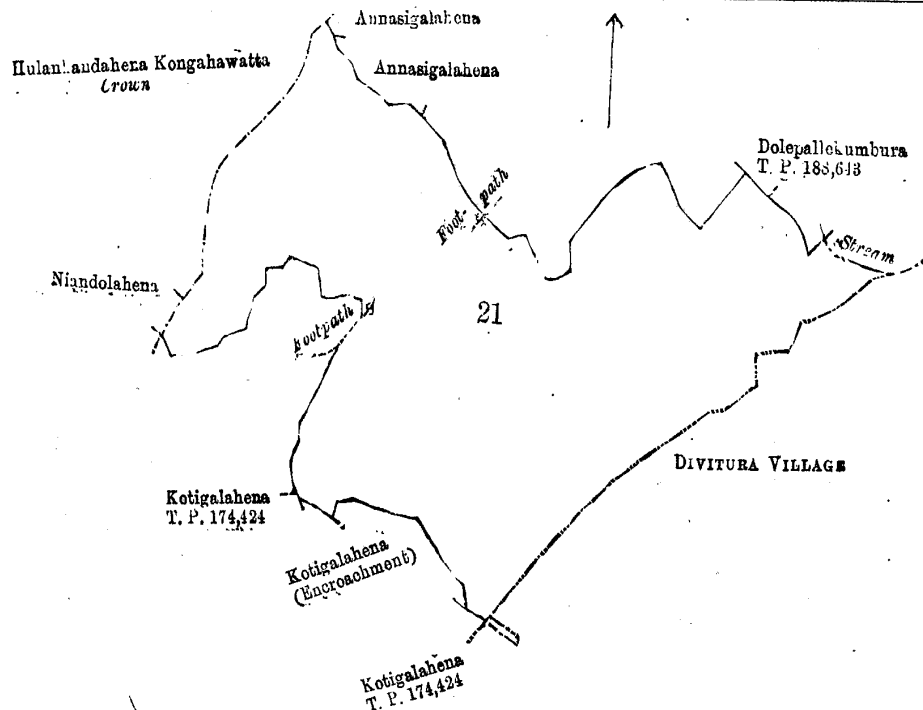 Annasigalahena
Hulanlandahena Kongahawatta
Crown
Annasigalahena
Dolepallekumbura
T. P. 188,643
Foot-path
Stream
Niandolahena
21
Footpath
DIVITURA VILLAGE
Kotigalahena
T. P. 174,424
Kotigalahena
(Encroachment)
Kotigalahena
T. P. 174,424